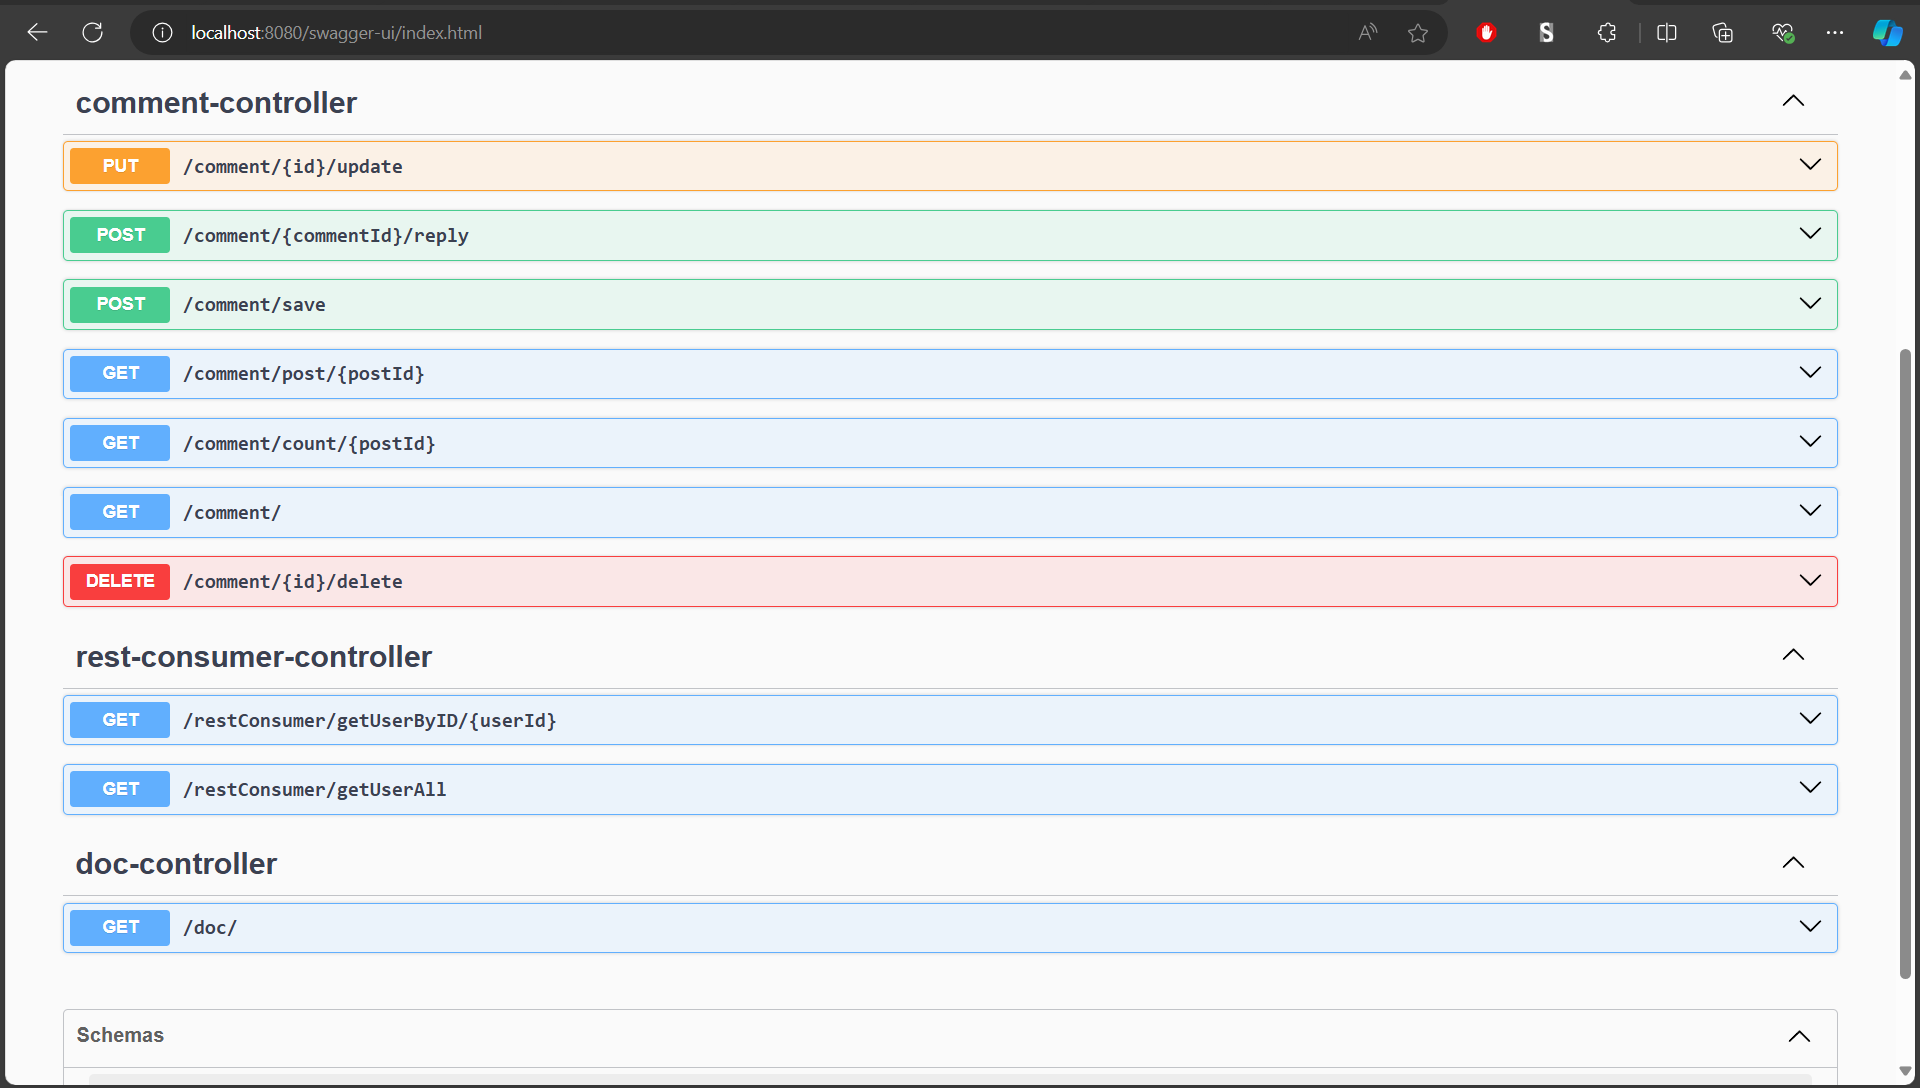 localhost:8080/swagger-ui/index.html
comment-controller
PUT /comment/{id}/update
POST /comment/{commentId}/reply
POST /comment/save
GET /comment/post/{postId}
GET /comment/count/{postId}
GET /comment/
DELETE /comment/{id}/delete
rest-consumer-controller
GET /restConsumer/getUserByID/{userId}
GET /restConsumer/getUserAll
doc-controller
GET /doc/
Schemas